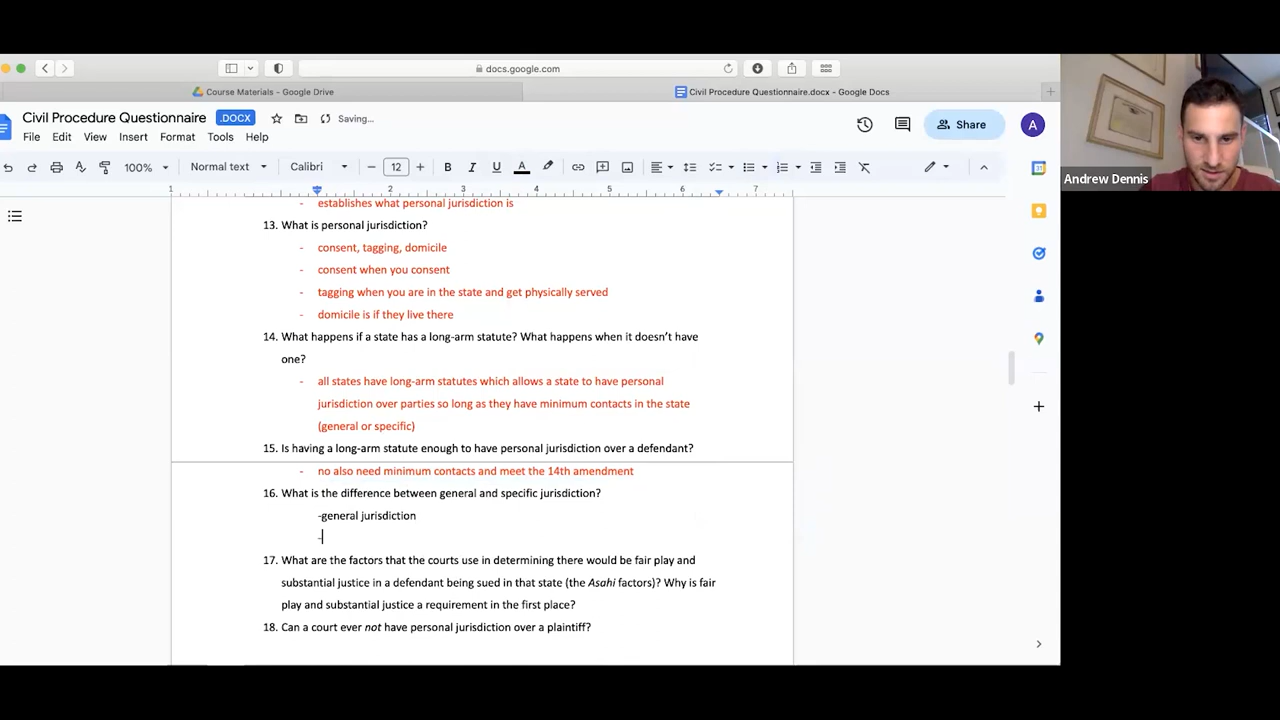 docs.google.com
Course Materials - Google Drive
Civil Procedure Questionnaire.docx - Google Docs
Civil Procedure Questionnaire
.DOCX
Saving...
File Edit View Insert Format Tools Help
Share
A
Andrew Dennis
100%
Normal text
Calibri
12
B I U A
1 2 3 4 5 6 7
- establishes what personal jurisdiction is
13. What is personal jurisdiction?
- consent, tagging, domicile
- consent when you consent
- tagging when you are in the state and get physically served
- domicile is if they live there
14. What happens if a state has a long-arm statute? What happens when it doesn’t have
one?
- all states have long-arm statutes which allows a state to have personal
jurisdiction over parties so long as they have minimum contacts in the state
(general or specific)
15. Is having a long-arm statute enough to have personal jurisdiction over a defendant?
- no also need minimum contacts and meet the 14th amendment
16. What is the difference between general and specific jurisdiction?
-general jurisdiction
-
17. What are the factors that the courts use in determining there would be fair play and
substantial justice in a defendant being sued in that state (the Asahi factors)? Why is fair
play and substantial justice a requirement in the first place?
18. Can a court ever not have personal jurisdiction over a plaintiff?